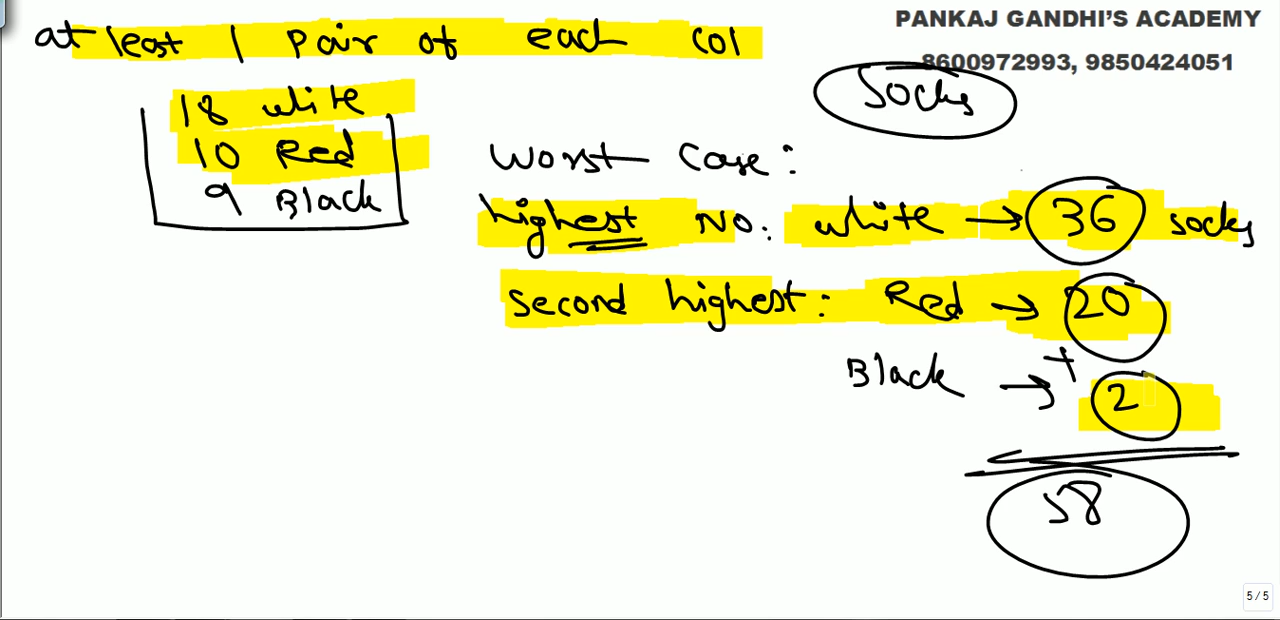 at least 1 pair of each col
PANKAJ GANDHI'S ACADEMY
8600972993, 9850424051
Socks
18 white
10 Red
9 Black
Worst Case:
highest No. white → 36 socks
second highest: Red → 20
Black → + 2
58
5 / 5